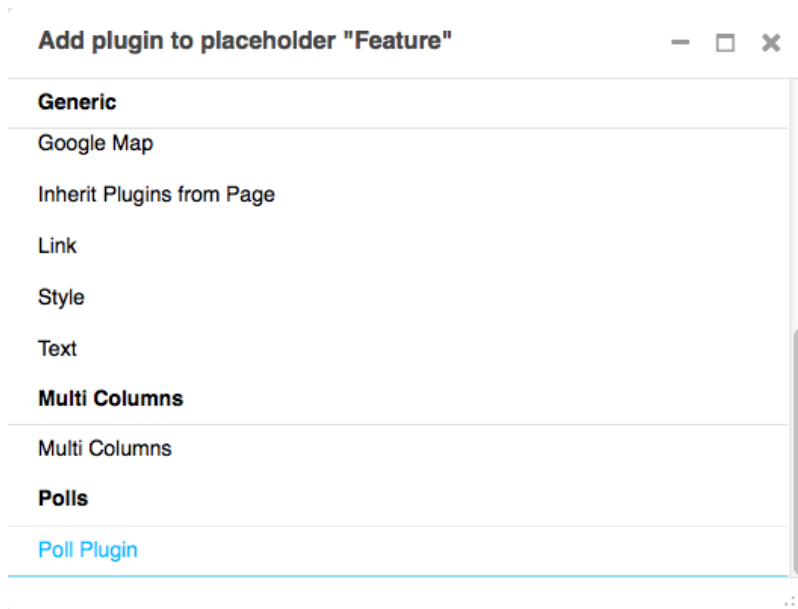 Add plugin to placeholder "Feature"
Generic
Google Map
Inherit Plugins from Page
Link
Style
Text
Multi Columns
Multi Columns
Polls
Poll Plugin